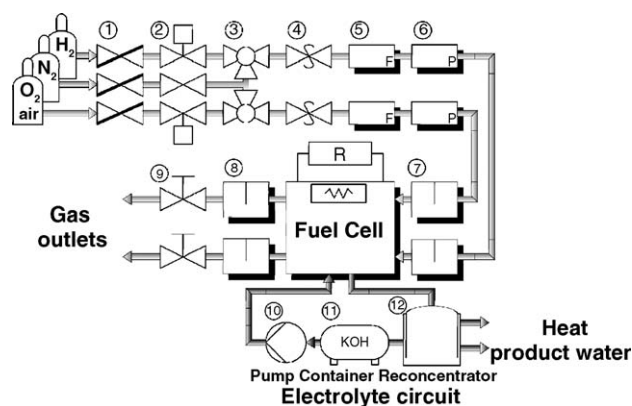 ① ② ③ ④ ⑤ ⑥
H2
N2
O2
air
F P
F P
⑨ ⑧ R ⑦
Gas
outlets
Fuel Cell
⑩ ⑪ ⑫
KOH
Heat
product water
Pump Container Reconcentrator
Electrolyte circuit